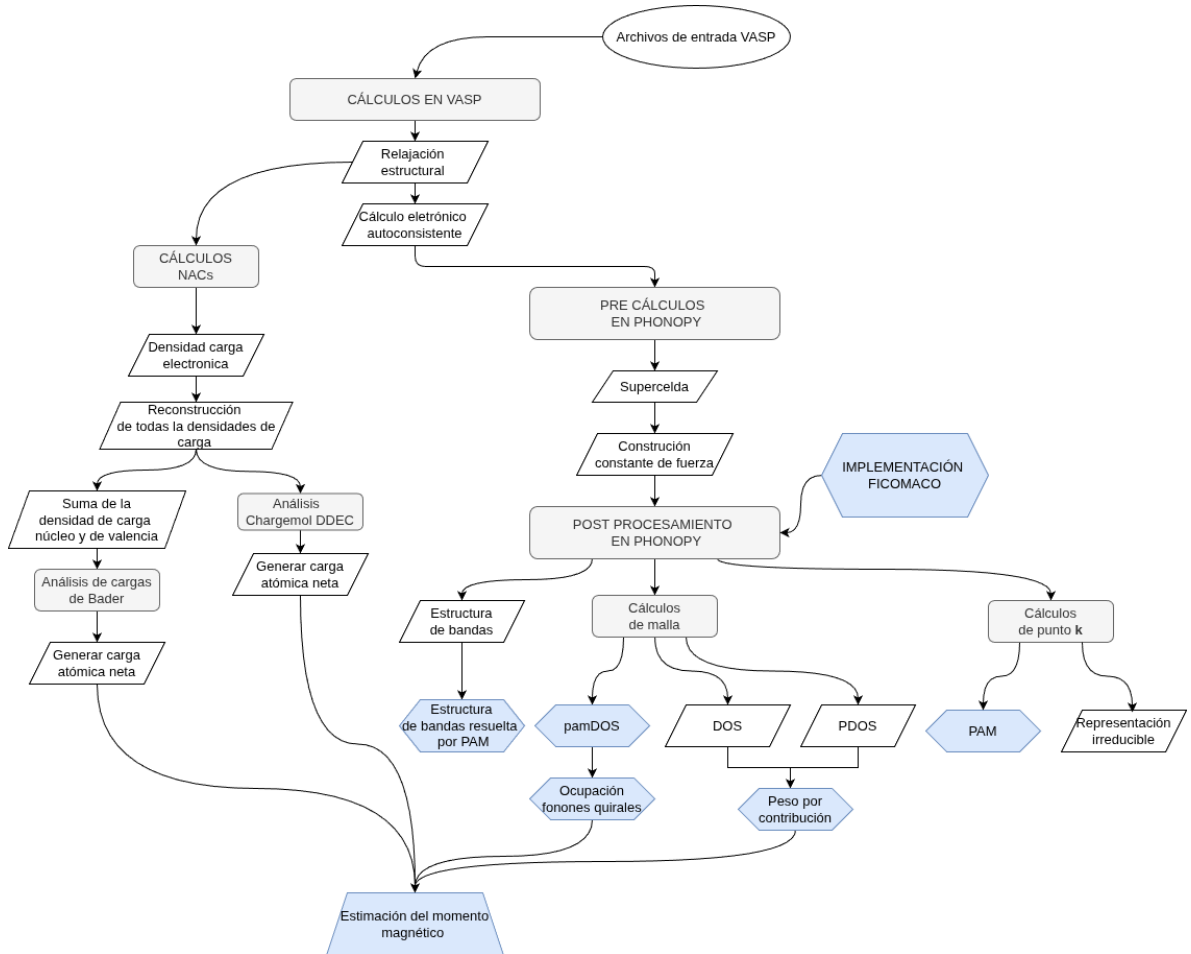 Archivos de entrada VASP
CÁLCULOS EN VASP
Relajación
estructural
Cálculo eletrónico
autoconsistente
CÁLCULOS
NACs
PRE CÁLCULOS
EN PHONOPY
Densidad carga
electronica
Supercelda
Reconstrucción
de todas la densidades de
carga
Construción
constante de fuerza
IMPLEMENTACIÓN
FICOMACO
Suma de la
densidad de carga
núcleo y de valencia
Análisis
Chargemol DDEC
POST PROCESAMIENTO
EN PHONOPY
Generar carga
atómica neta
Análisis de cargas
de Bader
Estructura
de bandas
Cálculos
de malla
Cálculos
de punto k
Generar carga
atómica neta
Estructura
de bandas resuelta
por PAM
pamDOS
DOS
PDOS
PAM
Representación
irreducible
Ocupación
fonones quirales
Peso por
contribución
Estimación del momento
magnético